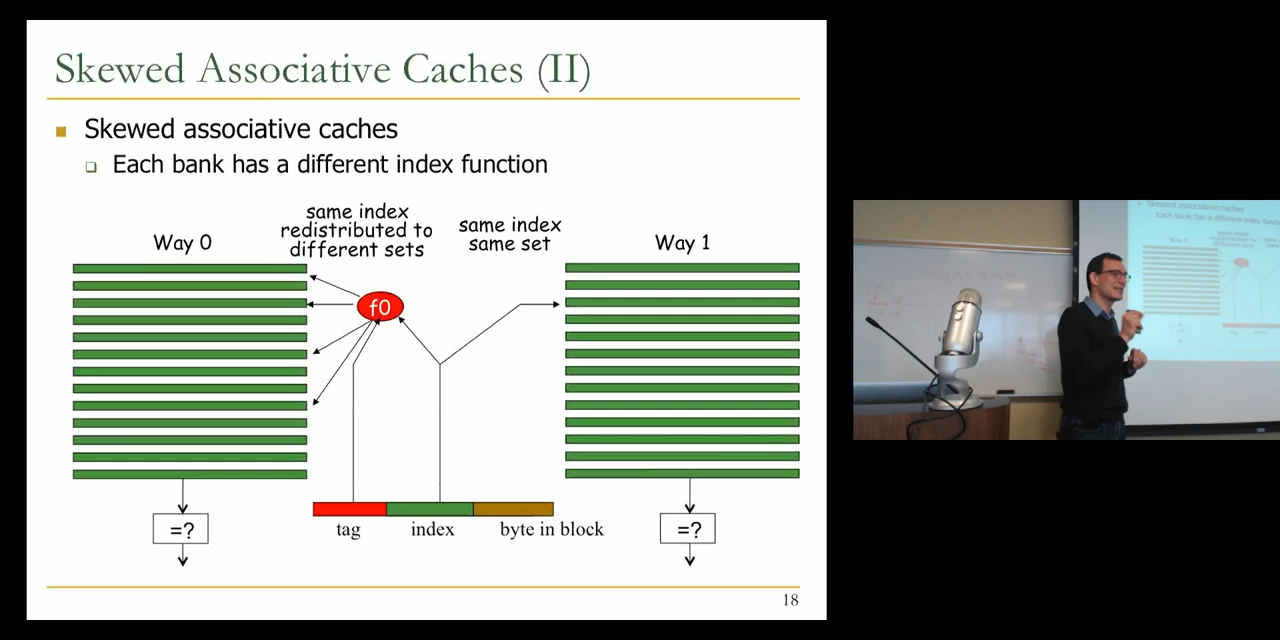 Skewed Associative Caches (II)
Skewed associative caches
Each bank has a different index function
same index
redistributed to
different sets
same index
same set
Way 0
Way 1
f0
=?
=?
tag
index
byte in block
18